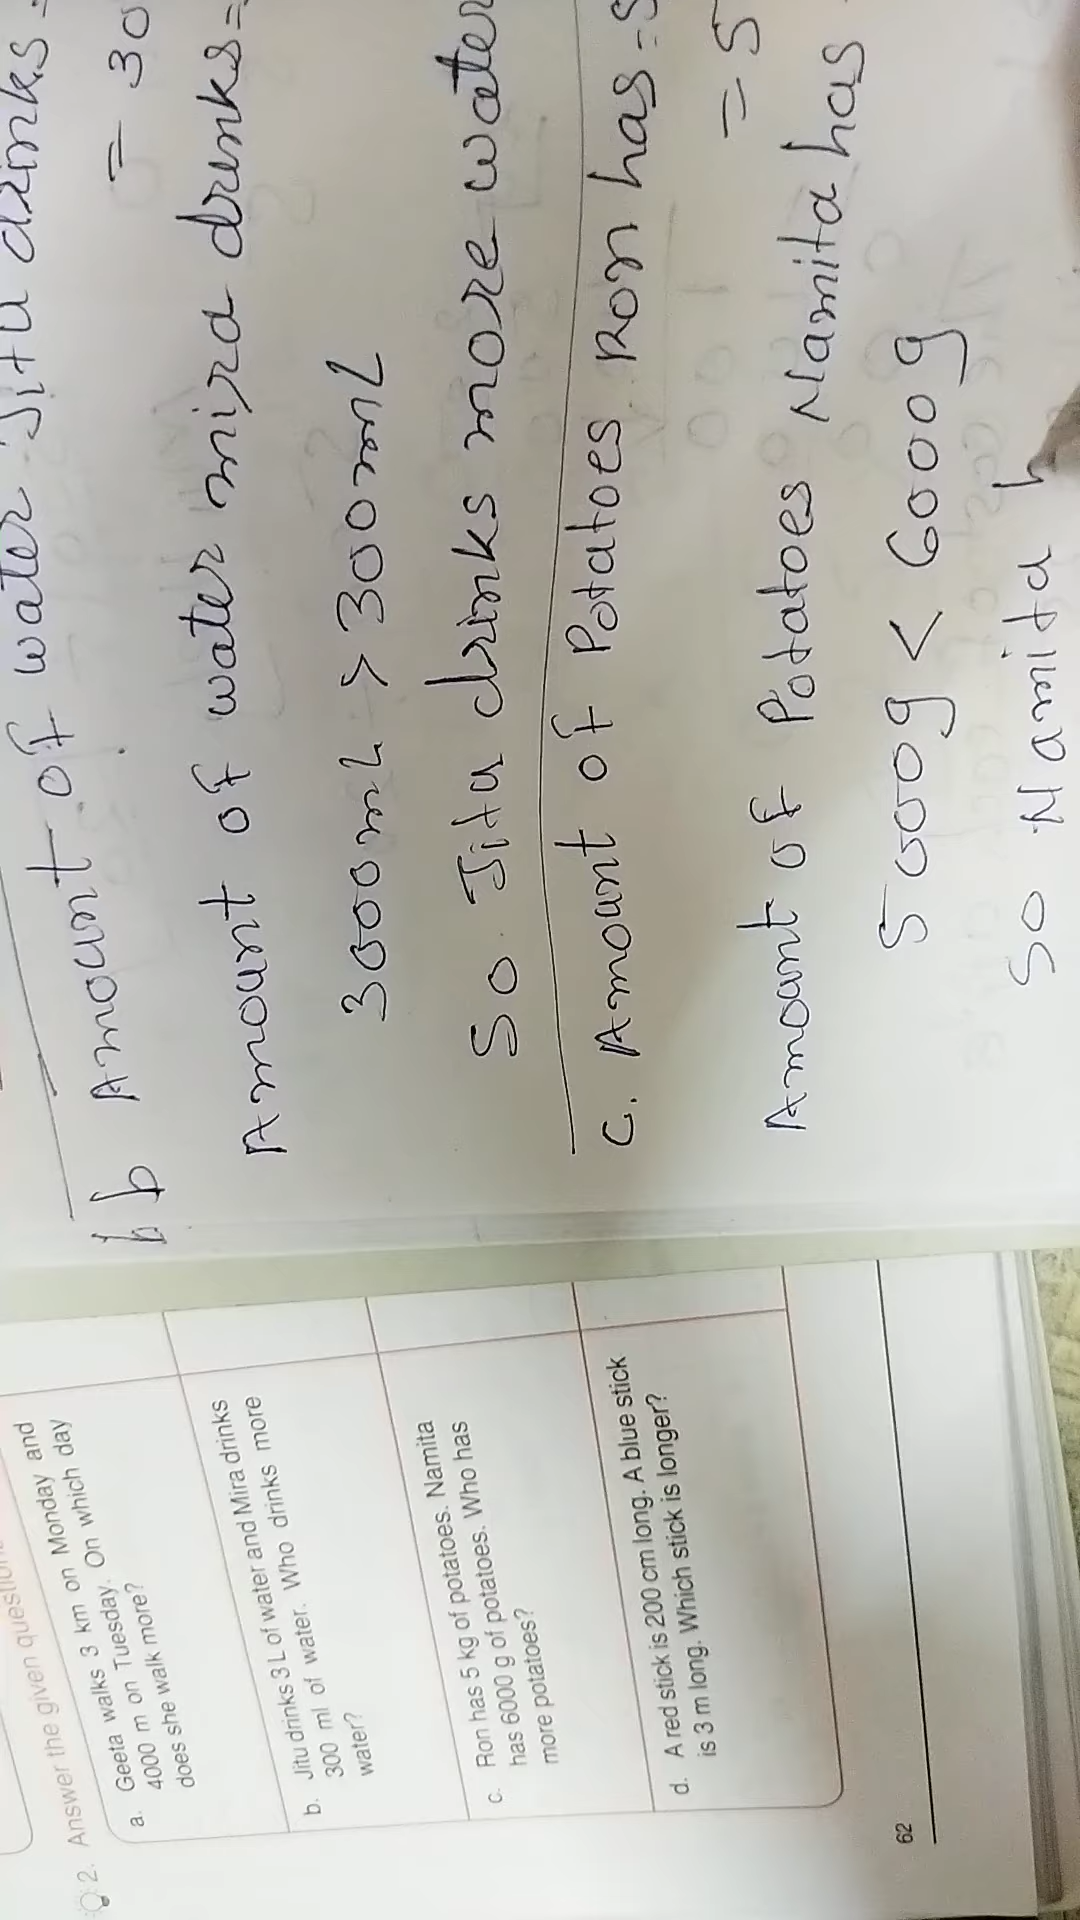 2. Answer the given question
a. Geeta walks 3 km on Monday and
4000 m on Tuesday. On which day
does she walk more?
b. Jitu drinks 3 L of water and Mira drinks
300 ml of water. Who drinks more
water?
c. Ron has 5 kg of potatoes. Namita
has 6000 g of potatoes. Who has
more potatoes?
d. A red stick is 200 cm long. A blue stick
is 3 m long. Which stick is longer?
62
b b Amount of water Jitu drinks =
= 30
Amount of water mira drinks =
3000mL > 300mL
So Jitu drinks more water
C. Amount of Potatoes Ron has = 5
= 5
Amount of Potatoes Namita has
5000g < 6000g
So Namita h